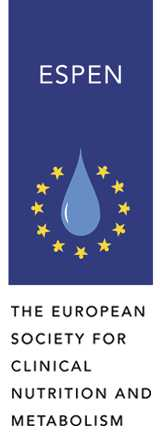 ESPEN
THE EUROPEAN
SOCIETY FOR
CLINICAL
NUTRITION AND
METABOLISM